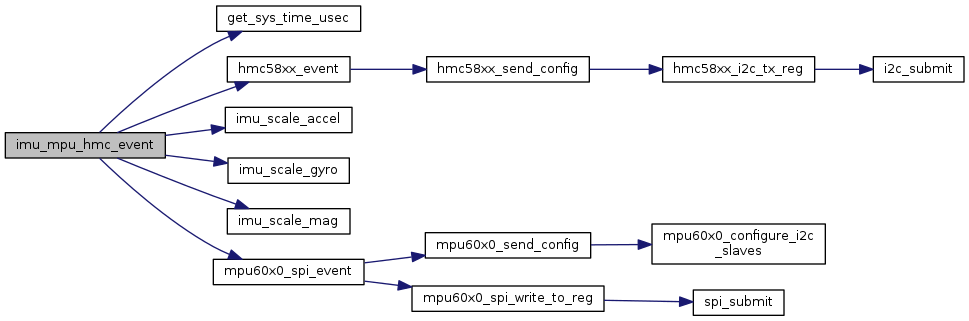 get_sys_time_usec
hmc58xx_event
hmc58xx_send_config
hmc58xx_i2c_tx_reg
i2c_submit
imu_scale_accel
imu_mpu_hmc_event
imu_scale_gyro
imu_scale_mag
mpu60x0_send_config
mpu60x0_configure_i2c
_slaves
mpu60x0_spi_event
mpu60x0_spi_write_to_reg
spi_submit